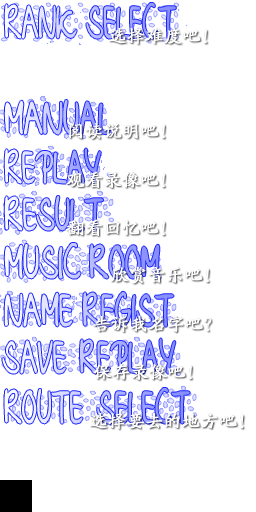 RANK SELECT
选择难度吧!
MANUAL
阅读说明吧!
REPLAY
观看录像吧!
RESULT
翻看回忆吧!
MUSIC ROOM
欣赏音乐吧!
NAME REGIST
告诉我名字吧?
SAVE REPLAY
保存录像吧!
ROUTE SELECT
选择要去的地方吧!